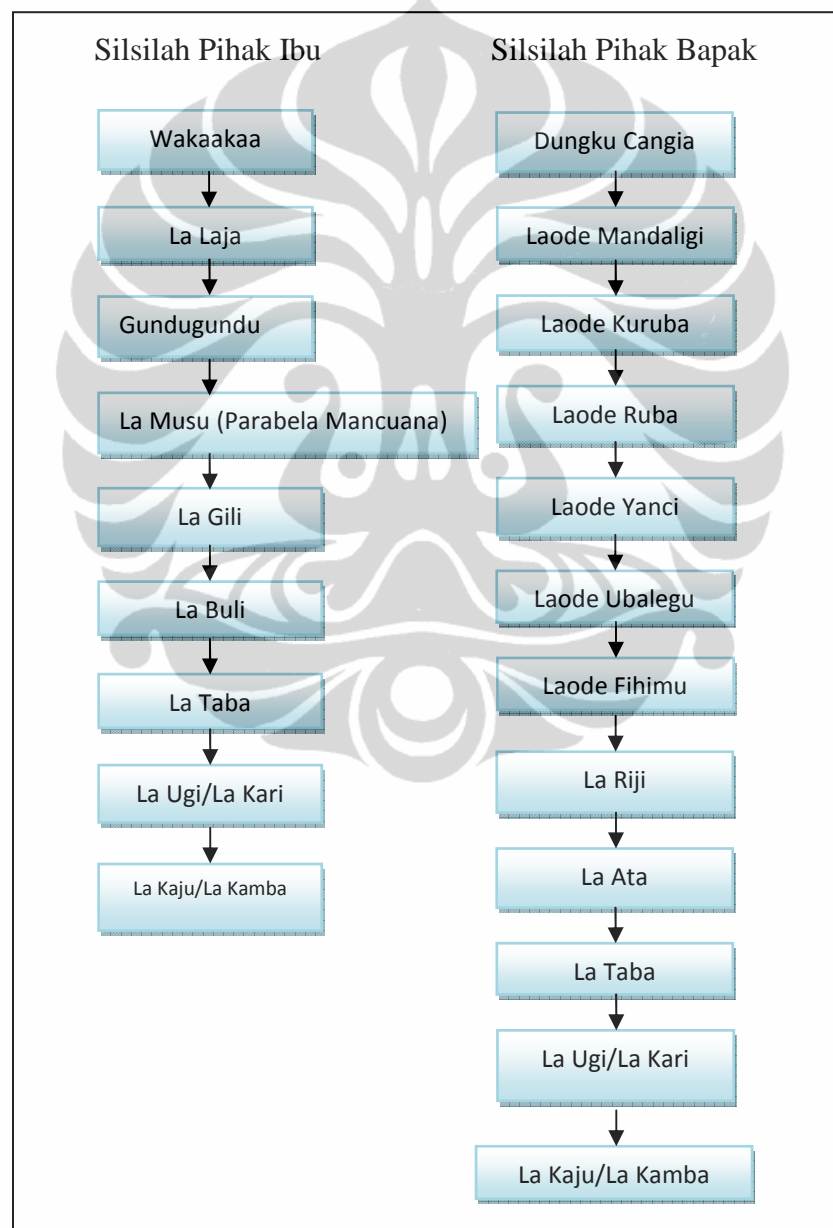 Silsilah Pihak Ibu
Wakaakaa
La Laja
Gundugundu
La Musu (Parabela Mancuana)
La Gili
La Buli
La Taba
La Ugi/La Kari
La Kaju/La Kamba
Silsilah Pihak Bapak
Dungku Cangia
Laode Mandaligi
Laode Kuruba
Laode Ruba
Laode Yanci
Laode Ubalegu
Laode Fihimu
La Riji
La Ata
La Taba
La Ugi/La Kari
La Kaju/La Kamba